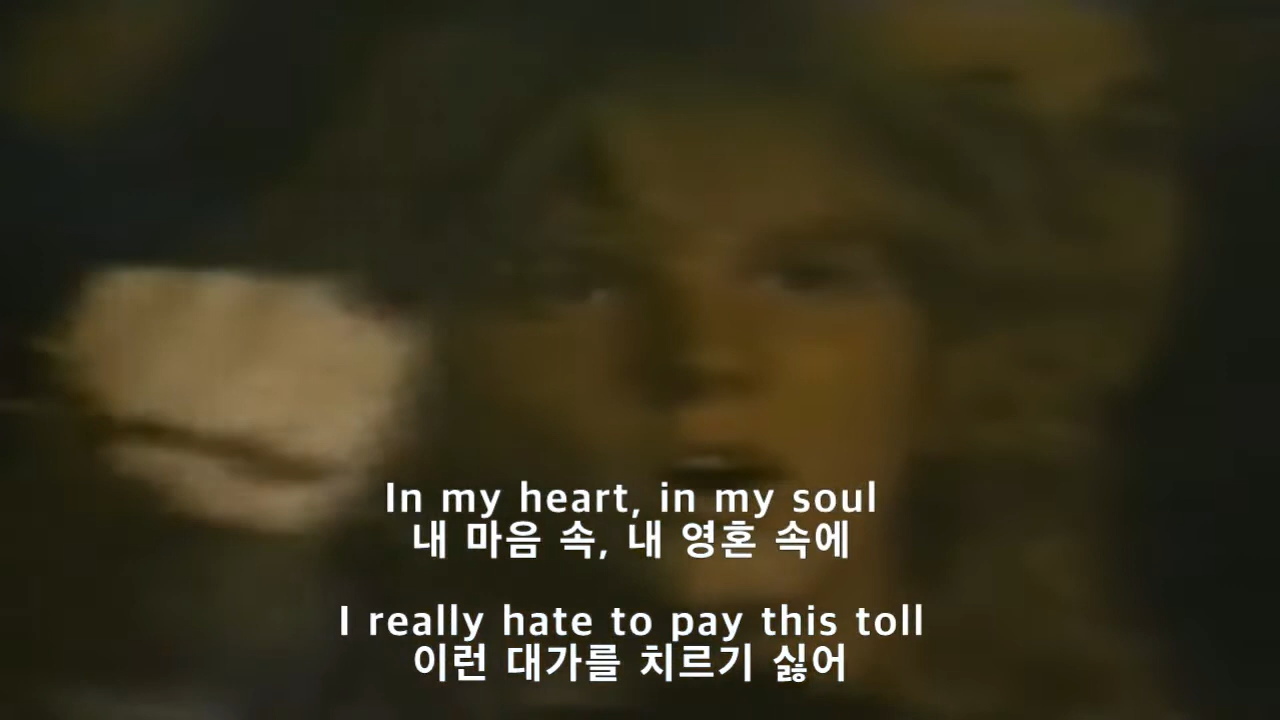 In my heart, in my soul
내 마음 속, 내 영혼 속에
I really hate to pay this toll
이런 대가를 치르기 싫어